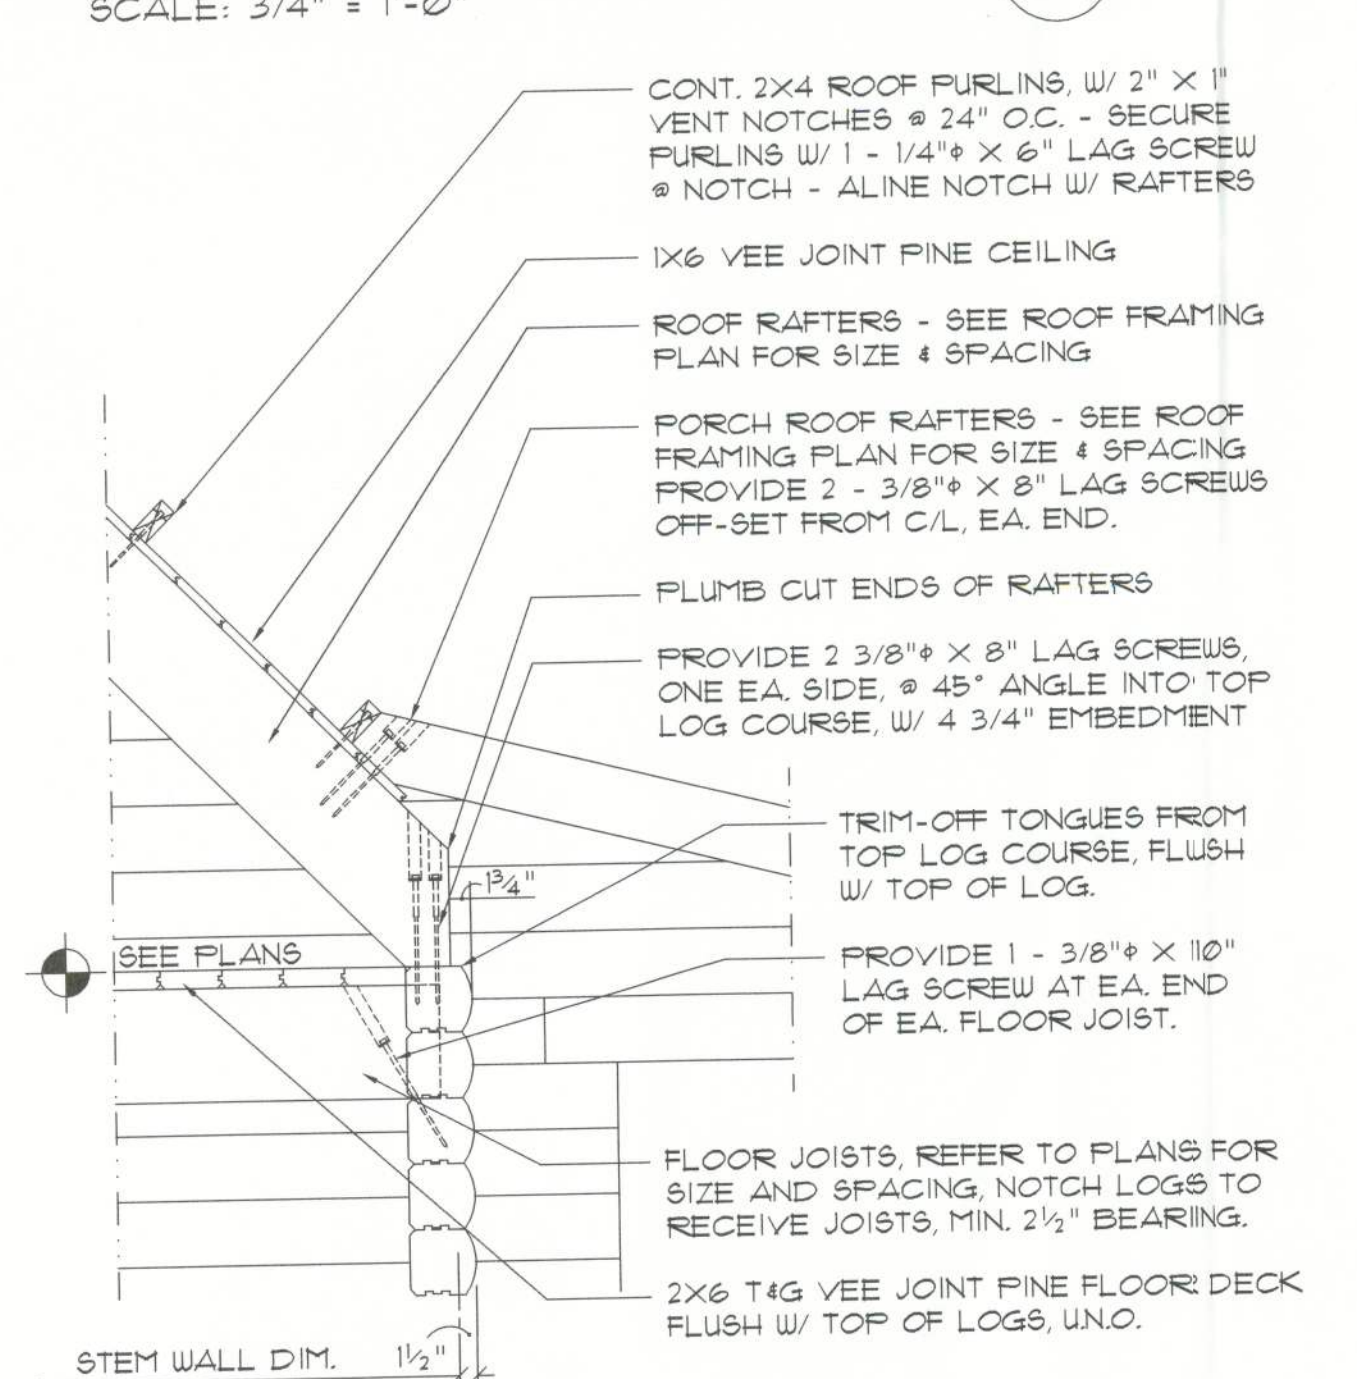 SCALE: 3/4" = 1'-0"
CONT. 2X4 ROOF PURLINS, W/ 2" X 1"
VENT NOTCHES @ 24" O.C. - SECURE
PURLINS W/ 1 - 1/4"φ X 6" LAG SCREW
@ NOTCH - ALINE NOTCH W/ RAFTERS
1X6 VEE JOINT PINE CEILING
ROOF RAFTERS - SEE ROOF FRAMING
PLAN FOR SIZE & SPACING
PORCH ROOF RAFTERS - SEE ROOF
FRAMING PLAN FOR SIZE & SPACING
PROVIDE 2 - 3/8"φ X 8" LAG SCREWS
OFF-SET FROM C/L, EA. END.
PLUMB CUT ENDS OF RAFTERS
PROVIDE 2 3/8"φ X 8" LAG SCREWS,
ONE EA. SIDE, @ 45° ANGLE INTO TOP
LOG COURSE, W/ 4 3/4" EMBEDMENT
TRIM-OFF TONGUES FROM
TOP LOG COURSE, FLUSH
W/ TOP OF LOG.
1 3/4"
SEE PLANS
PROVIDE 1 - 3/8"φ X 110"
LAG SCREW AT EA. END
OF EA. FLOOR JOIST.
FLOOR JOISTS, REFER TO PLANS FOR
SIZE AND SPACING, NOTCH LOGS TO
RECEIVE JOISTS, MIN. 2 1/2" BEARIING.
2X6 T&G VEE JOINT PINE FLOOR DECK
FLUSH W/ TOP OF LOGS, U.N.O.
STEM WALL DIM. 1 1/2"